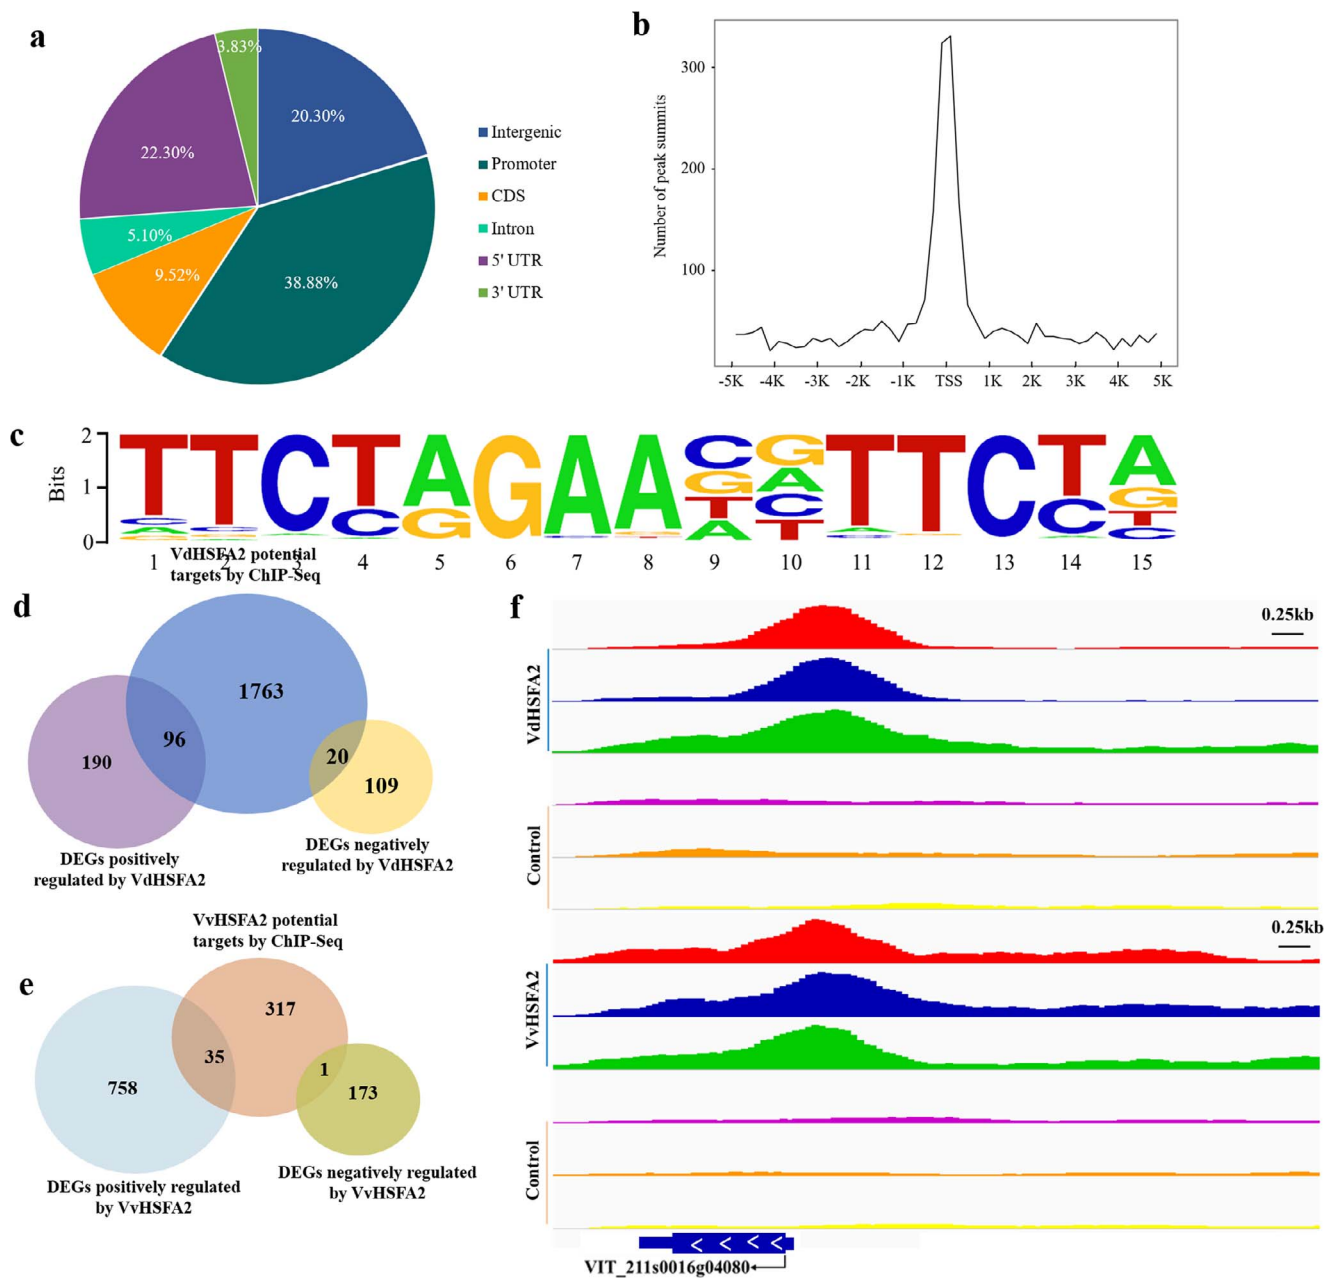 a
3.83%
20.30%
22.30%
5.10%
9.52%
38.88%
Intergenic
Promoter
CDS
Intron
5' UTR
3' UTR
b
Number of peak summits
300
200
100
-5K -4K -3K -2K -1K TSS 1K 2K 3K 4K 5K
c
Bits
2
1
0
TTCTAGAACGTTCTA
CCACGGAGC
AATCCT
TAT
1 2 3 4 5 6 7 8 9 10 11 12 13 14 15
d
VdHSFA2 potential
targets by ChIP-Seq
1763
96
190
20
109
DEGs positively
regulated by VdHSFA2
DEGs negatively
regulated by VdHSFA2
e
VvHSFA2 potential
targets by ChIP-Seq
317
35
758
1
173
DEGs positively regulated
by VvHSFA2
DEGs negatively regulated
by VvHSFA2
f
0.25kb
VdHSFA2
Control
0.25kb
VvHSFA2
Control
VIT_211s0016g04080